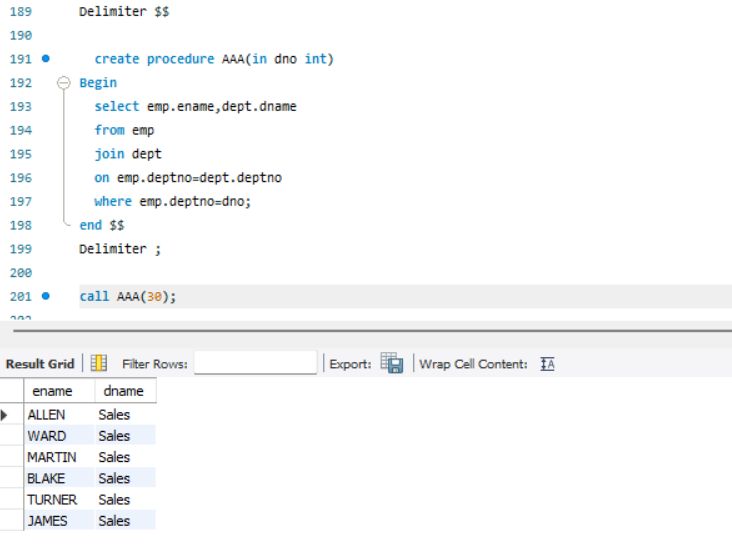 189 Delimiter $$
190
191 create procedure AAA(in dno int)
192 Begin
193 select emp.ename,dept.dname
194 from emp
195 join dept
196 on emp.deptno=dept.deptno
197 where emp.deptno=dno;
198 end $$
199 Delimiter ;
200
201 call AAA(30);
Result Grid Filter Rows: Export: Wrap Cell Content:
ename dname
ALLEN Sales
WARD Sales
MARTIN Sales
BLAKE Sales
TURNER Sales
JAMES Sales